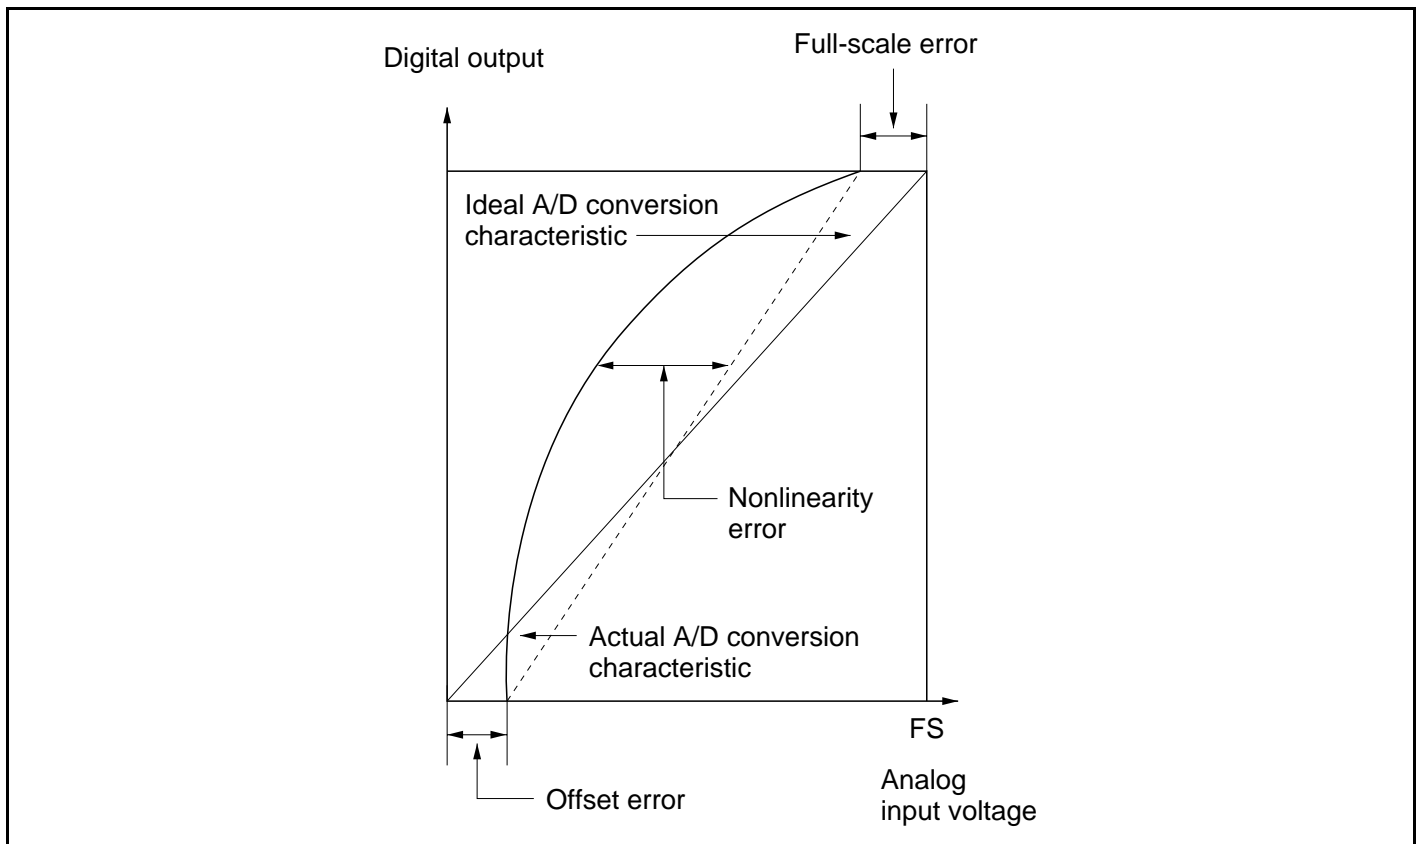 Full-scale error
Digital output
Ideal A/D conversion
characteristic
Nonlinearity
error
Actual A/D conversion
characteristic
FS
Analog
input voltage
Offset error